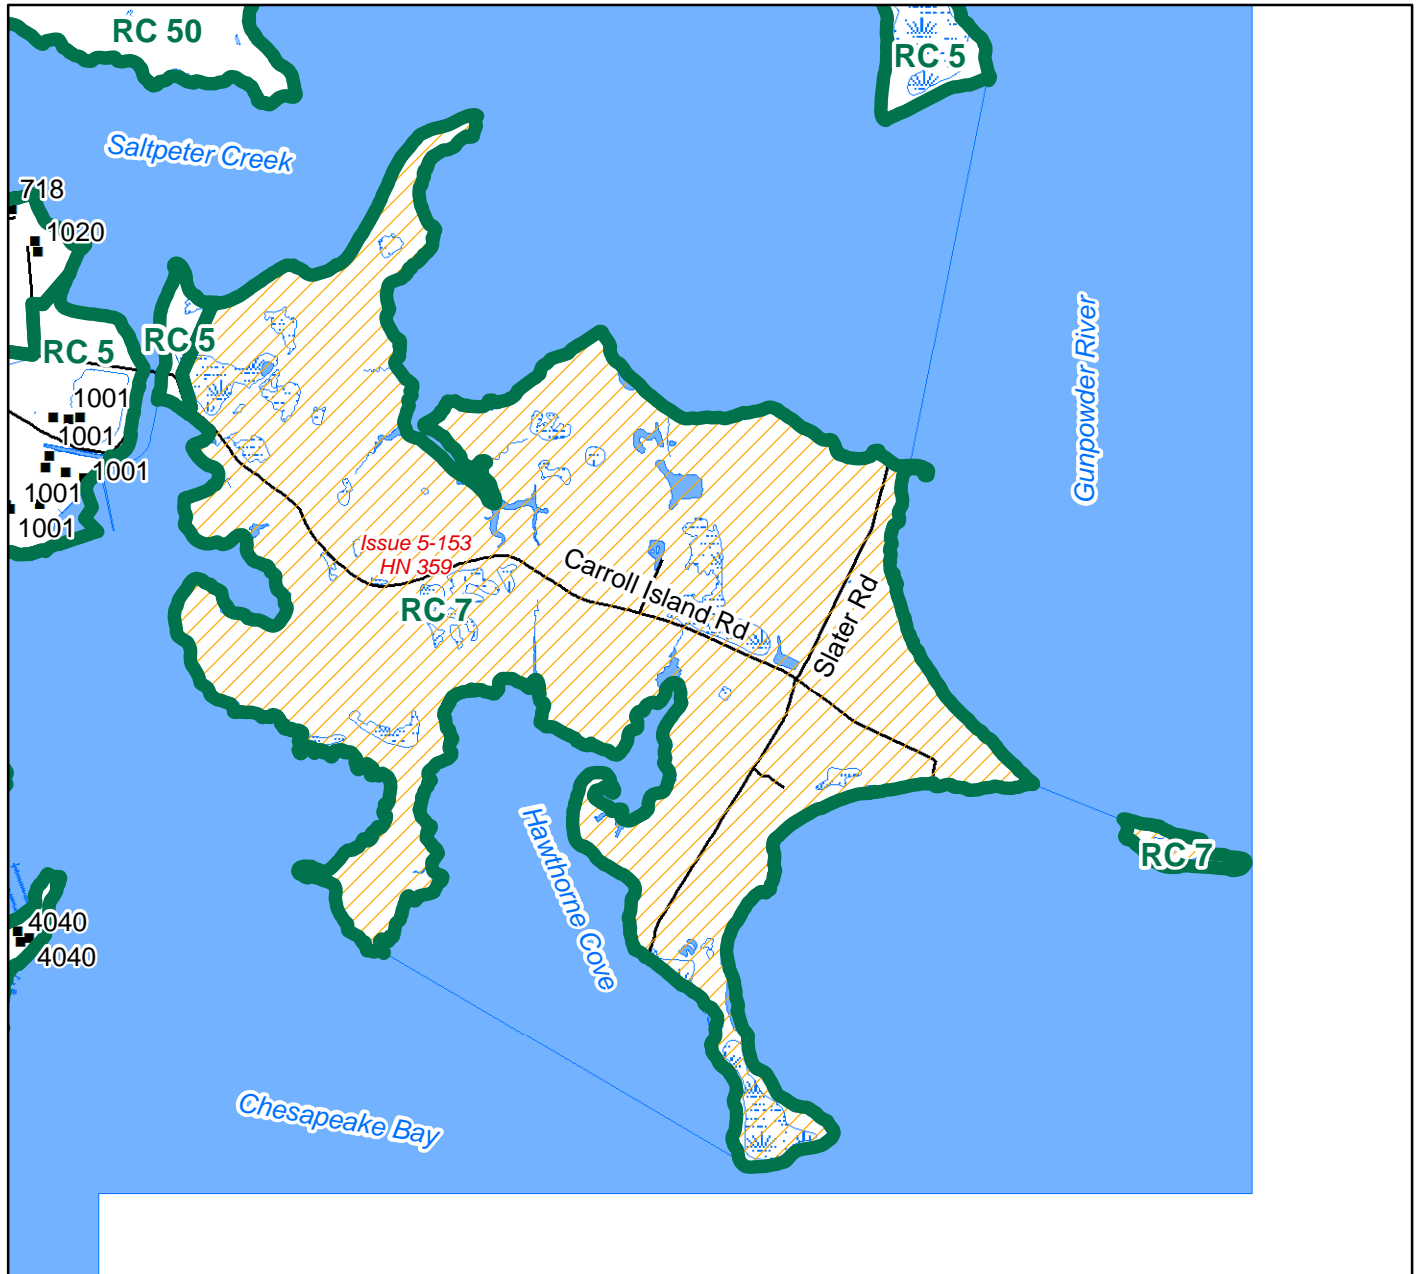 RC 50
RC 5
Saltpeter Creek
718
1020
RC 5
RC 5
1001
1001
1001
1001
1001
Gunpowder River
Issue 5-153
HN 359
RC 7
Carroll Island Rd
Slater Rd
Hawthorne Cove
RC 7
4040
4040
Chesapeake Bay